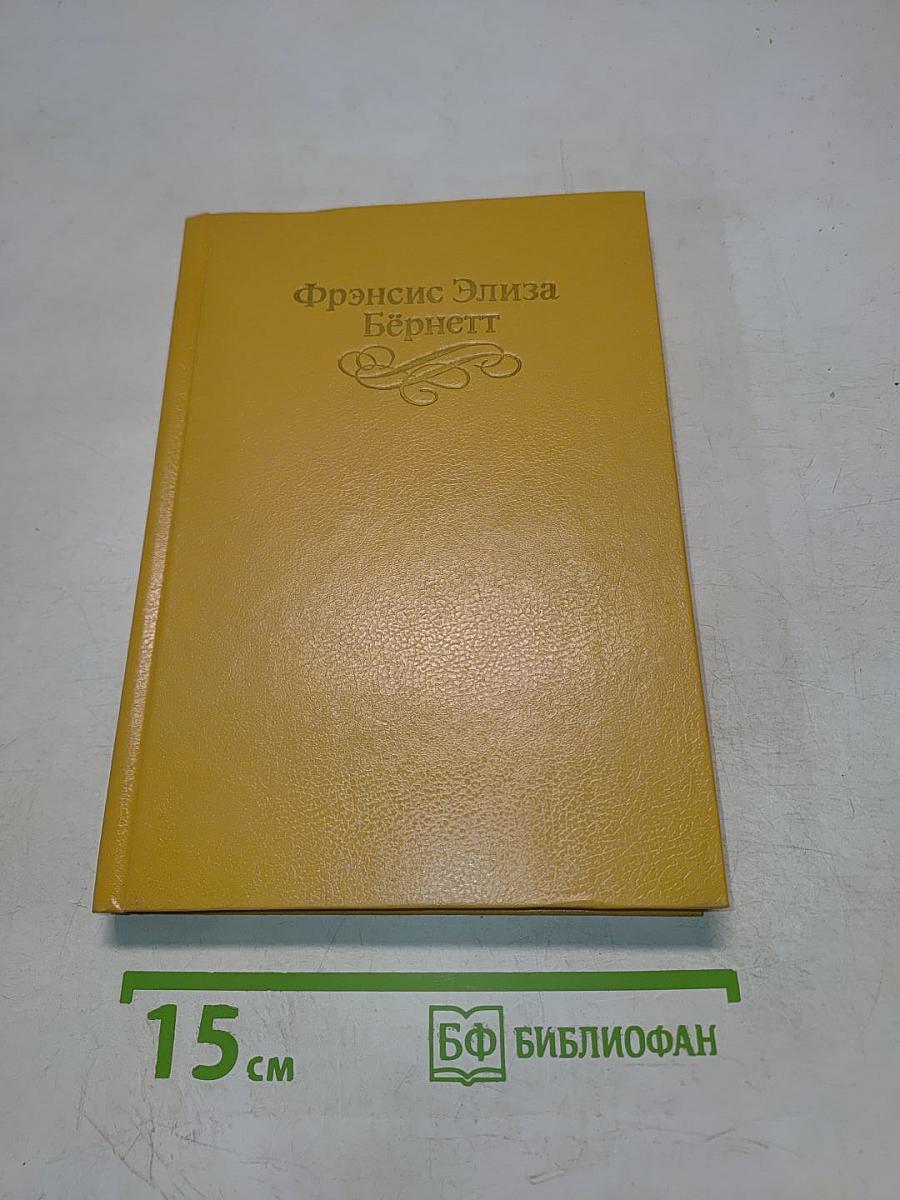 Фрэнсис Элиза
Бёрнетт
15 см
БФ БИБЛИОФАН